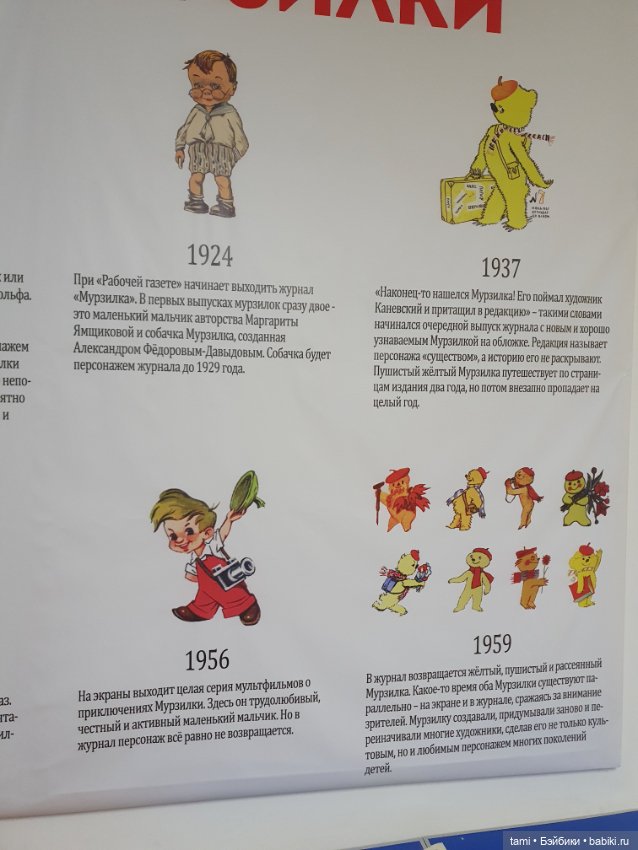 1924
При «Рабочей газете» начинает выходить журнал
«Мурзилка». В первых выпусках мурзилок сразу двое -
это маленький мальчик авторства Маргариты
Ямщиковой и собачка Мурзилка, созданная
Александром Фёдоровым-Давыдовым. Собачка будет
персонажем журнала до 1929 года.
1937
«Наконец-то нашелся Мурзилка! Его поймал художник
Каневский и притащил в редакцию» – такими словами
начинался очередной выпуск журнала с новым и хорошо
узнаваемым Мурзилкой на обложке. Редакция называет
персонажа «существом», а историю его не раскрывают.
Пушистый жёлтый Мурзилка путешествует по страни-
цам издания два года, но потом внезапно пропадает на
целый год.
1956
На экраны выходит целая серия мультфильмов о
приключениях Мурзилки. Здесь он трудолюбивый,
честный и активный маленький мальчик. Но в
журнал персонаж всё равно не возвращается.
1959
В журнал возвращается жёлтый, пушистый и рассеянный
Мурзилка. Какое-то время оба Мурзилки существуют па-
раллельно – на экране и в журнале, сражаясь за внимание
зрителей. Мурзилку создавали, придумывали заново и пе-
реиначивали многие художники, сделав его не только куль-
товым, но и любимым персонажем многих поколений
детей.
или
ольфа.
непо-
и
tami • Бэйбики • babiki.ru